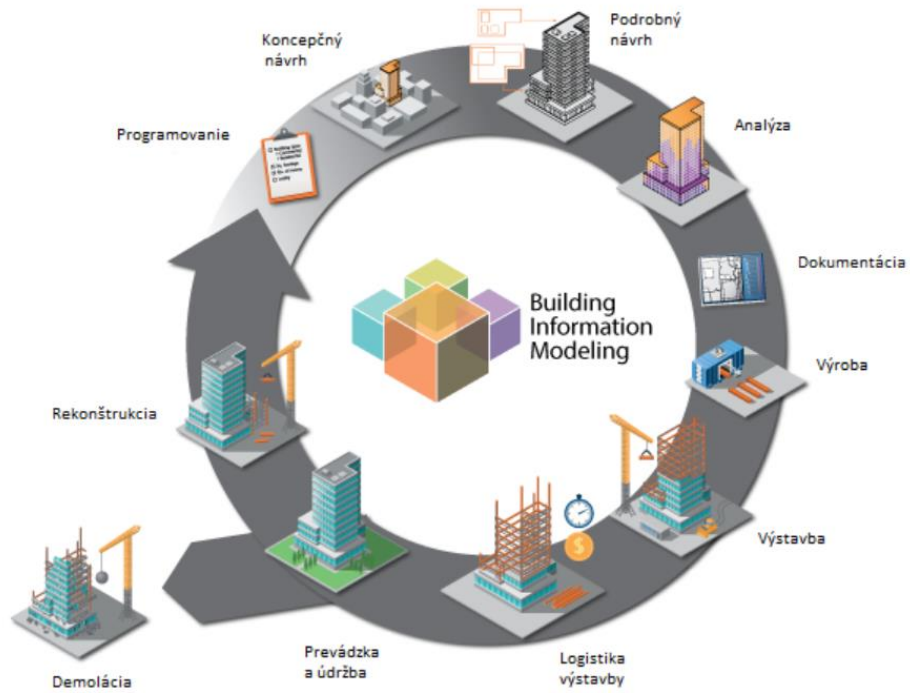 Koncepčný
návrh
Podrobný
návrh
Programovanie
Analýza
Dokumentácia
Building
Information
Modeling
Výroba
Rekonštrukcia
Výstavba
Prevádzka
a údržba
Logistika
výstavby
Demolácia